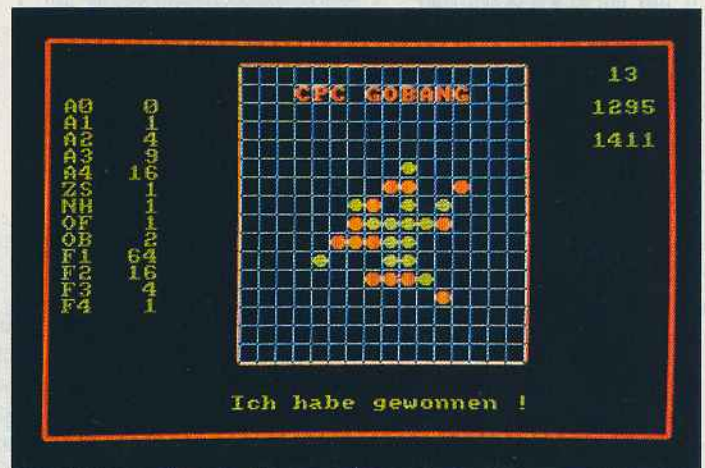 CPC GOBANG
A0 0
A1 1
A2 4
A3 9
A4 16
ZS 1
NH 1
OF 1
OB 2
F1 64
F2 16
F3 4
F4 1
13
1295
1411
Ich habe gewonnen !